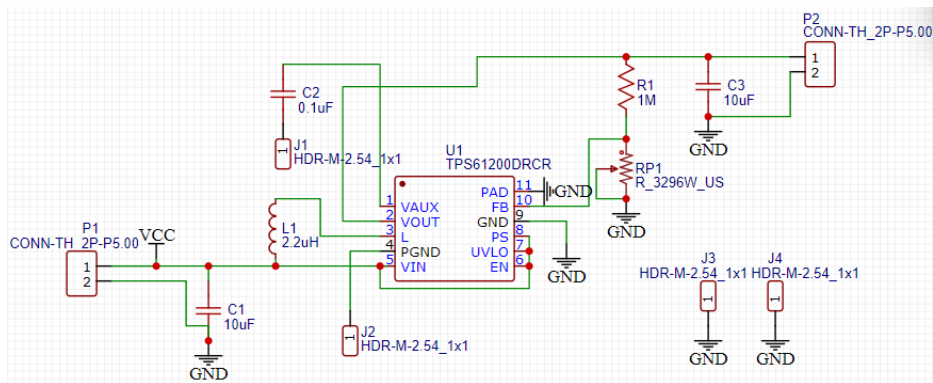 P2
CONN-TH_2P-P5.00
1
2
R1
1M
C3
10uF
GND
C2
0.1uF
J1
HDR-M-2.54_1x1
1
U1
TPS61200DRCR
RP1
R_3296W_US
GND
1 VAUX
2 VOUT
3 L
4 PGND
5 VIN
PAD 11
FB 10
GND 9
PS 8
UVLO 7
EN 6
GND
GND
L1
2.2uH
P1
CONN-TH_2P-P5.00
1
2
VCC
C1
10uF
GND
J2
HDR-M-2.54_1x1
1
J3
HDR-M-2.54_1x1
1
GND
J4
HDR-M-2.54_1x1
1
GND